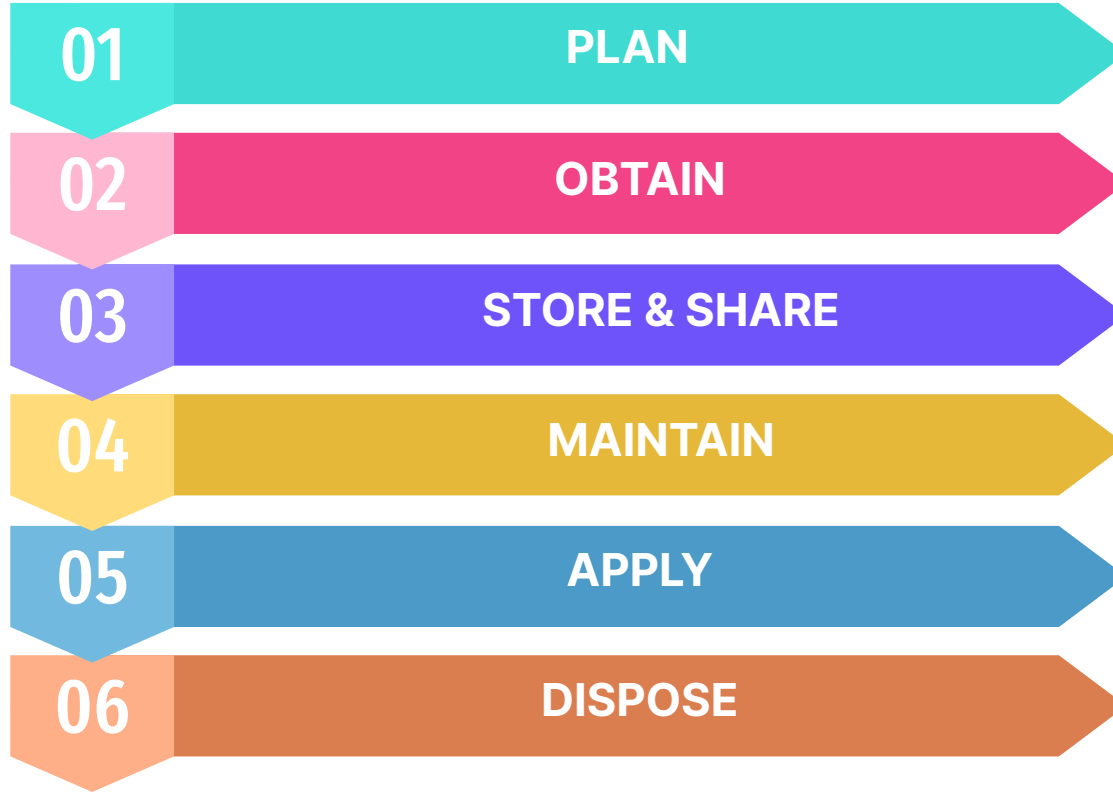 01 PLAN
02 OBTAIN
03 STORE & SHARE
04 MAINTAIN
05 APPLY
06 DISPOSE